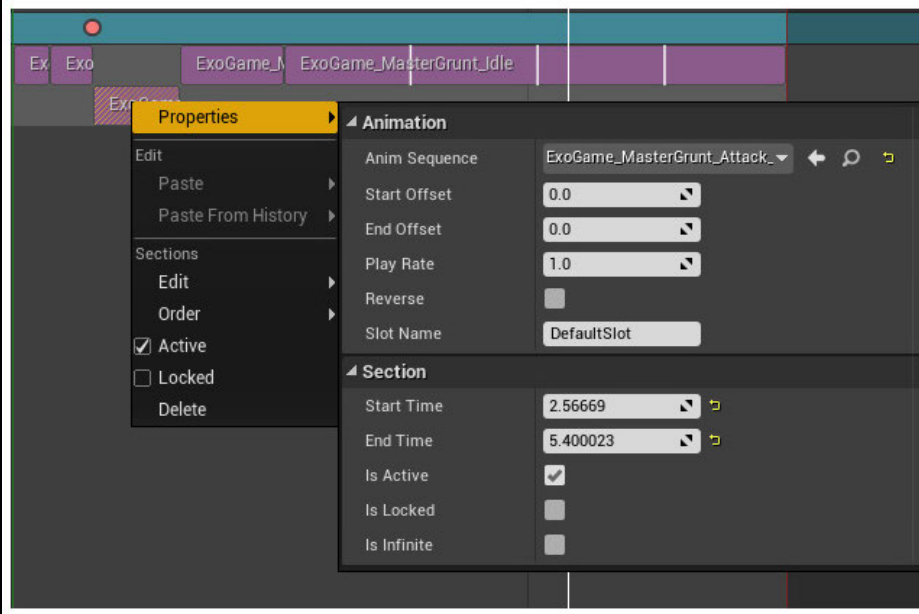 Ex
Exo
ExoGame_M
ExoGame_MasterGrunt_Idle
ExoGame
Properties
Edit
Paste
Paste From History
Sections
Edit
Order
Active
Locked
Delete
Animation
Anim Sequence
ExoGame_MasterGrunt_Attack_
Start Offset
0.0
End Offset
0.0
Play Rate
1.0
Reverse
Slot Name
DefaultSlot
Section
Start Time
2.56669
End Time
5.400023
Is Active
Is Locked
Is Infinite